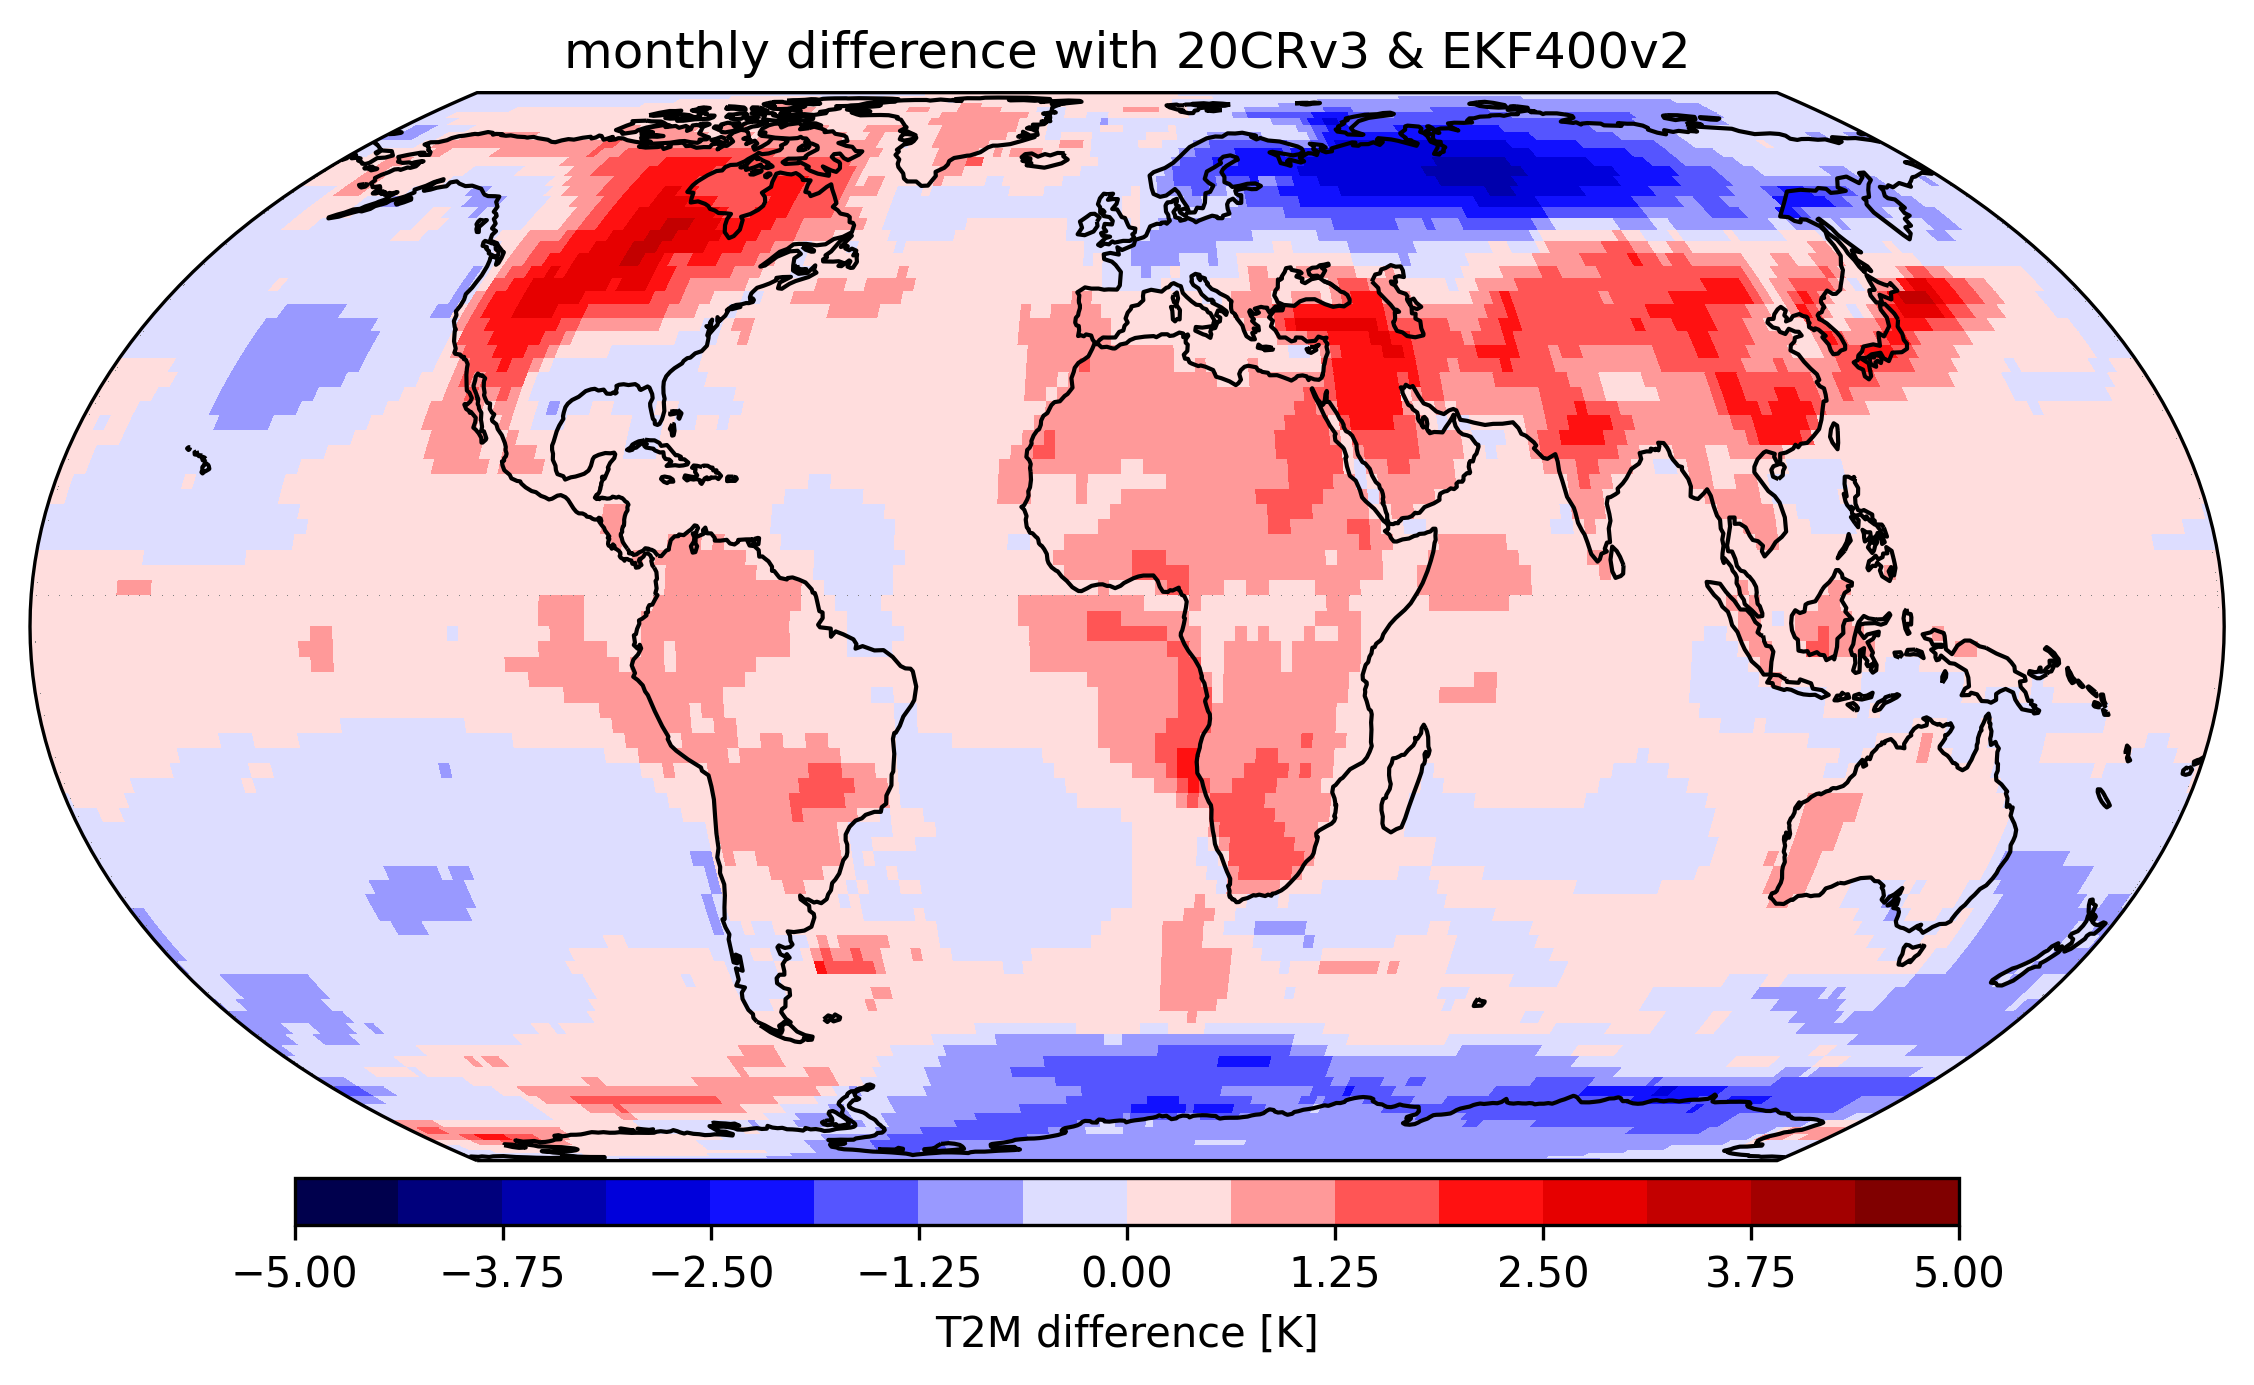 monthly difference with 20CRv3 & EKF400v2
−5.00 −3.75 −2.50 −1.25 0.00 1.25 2.50 3.75 5.00
T2M difference [K]